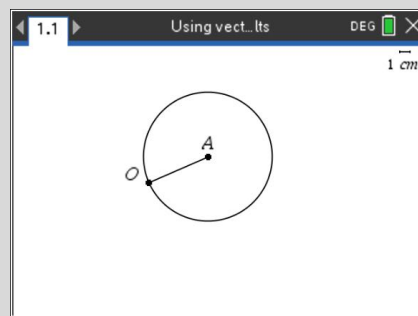 1.1 Using vect...lts DEG
1 cm
A
O